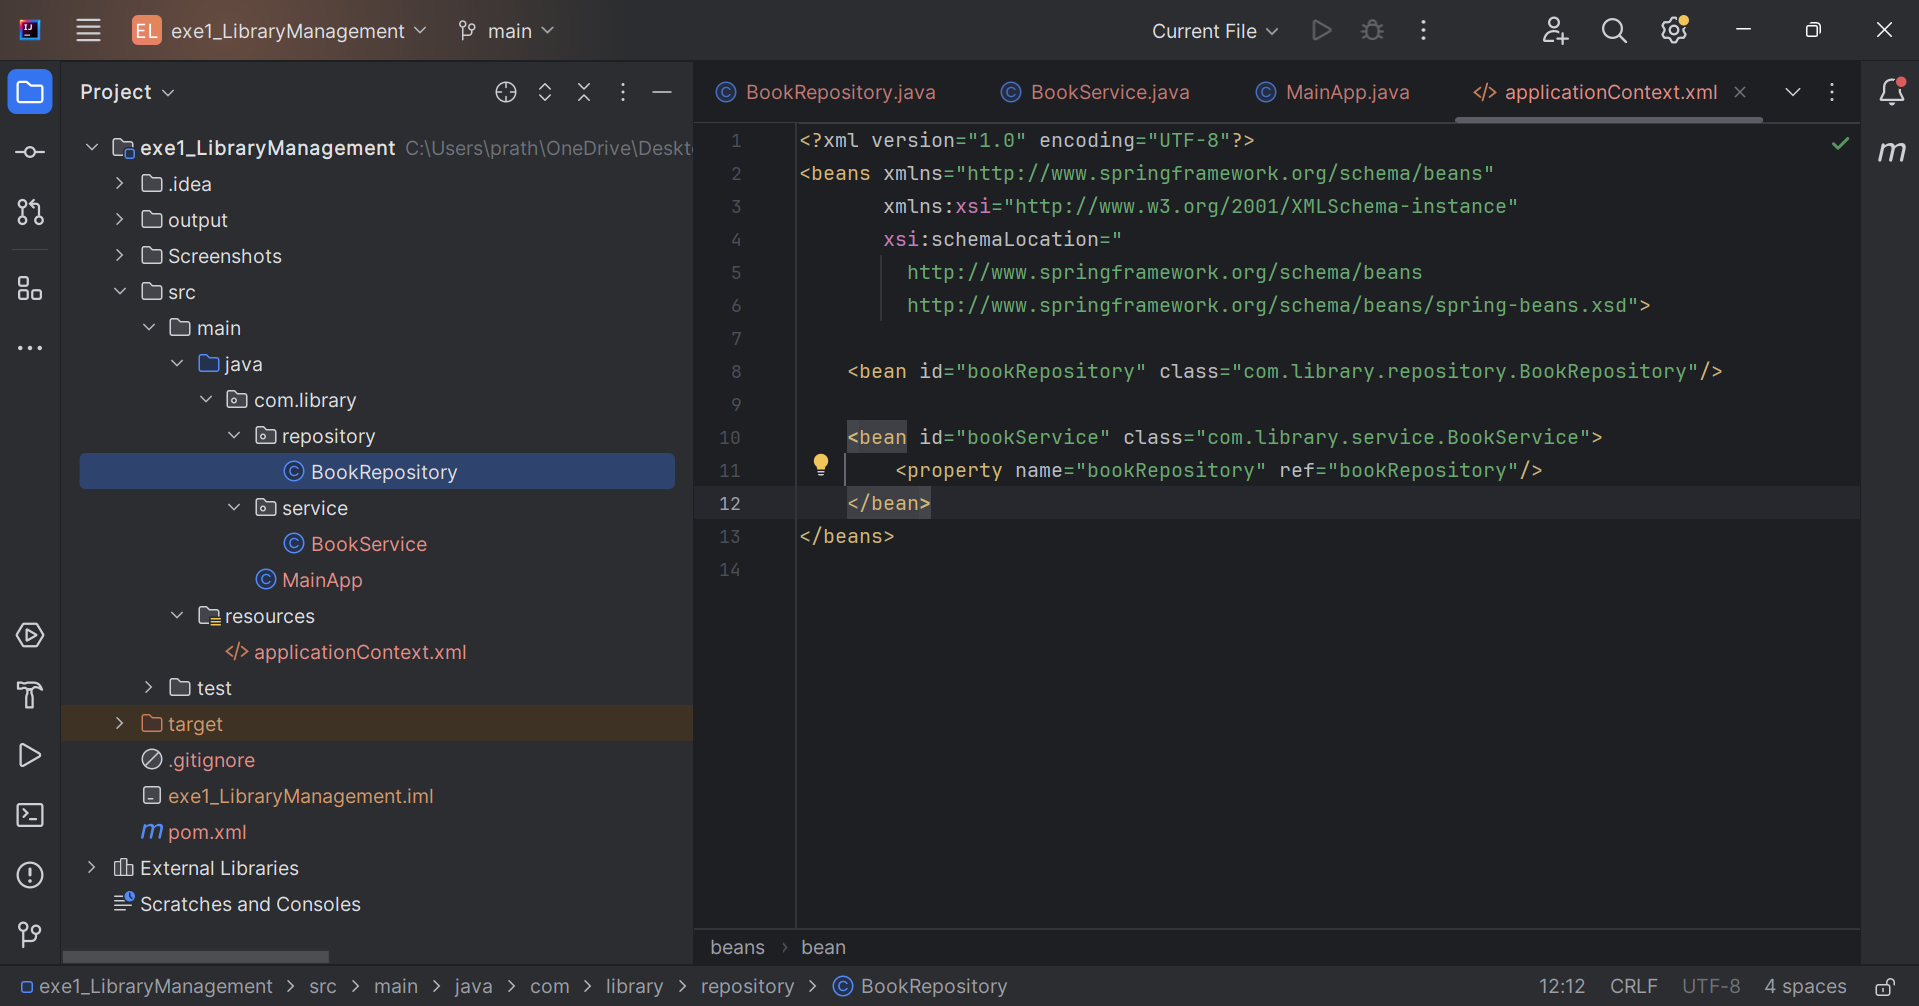 EL exe1_LibraryManagement main Current File
Project
exe1_LibraryManagement C:\Users\prath\OneDrive\Deskt
.idea
output
Screenshots
src
main
java
com.library
repository
BookRepository
service
BookService
MainApp
resources
applicationContext.xml
test
target
.gitignore
exe1_LibraryManagement.iml
pom.xml
External Libraries
Scratches and Consoles
BookRepository.java BookService.java MainApp.java applicationContext.xml
1 <?xml version="1.0" encoding="UTF-8"?>
2 <beans xmlns="http://www.springframework.org/schema/beans"
3 xmlns:xsi="http://www.w3.org/2001/XMLSchema-instance"
4 xsi:schemaLocation="
5 http://www.springframework.org/schema/beans
6 http://www.springframework.org/schema/beans/spring-beans.xsd">
7
8 <bean id="bookRepository" class="com.library.repository.BookRepository"/>
9
10 <bean id="bookService" class="com.library.service.BookService">
11 <property name="bookRepository" ref="bookRepository"/>
12 </bean>
13 </beans>
14
beans > bean
exe1_LibraryManagement > src > main > java > com > library > repository > BookRepository 12:12 CRLF UTF-8 4 spaces